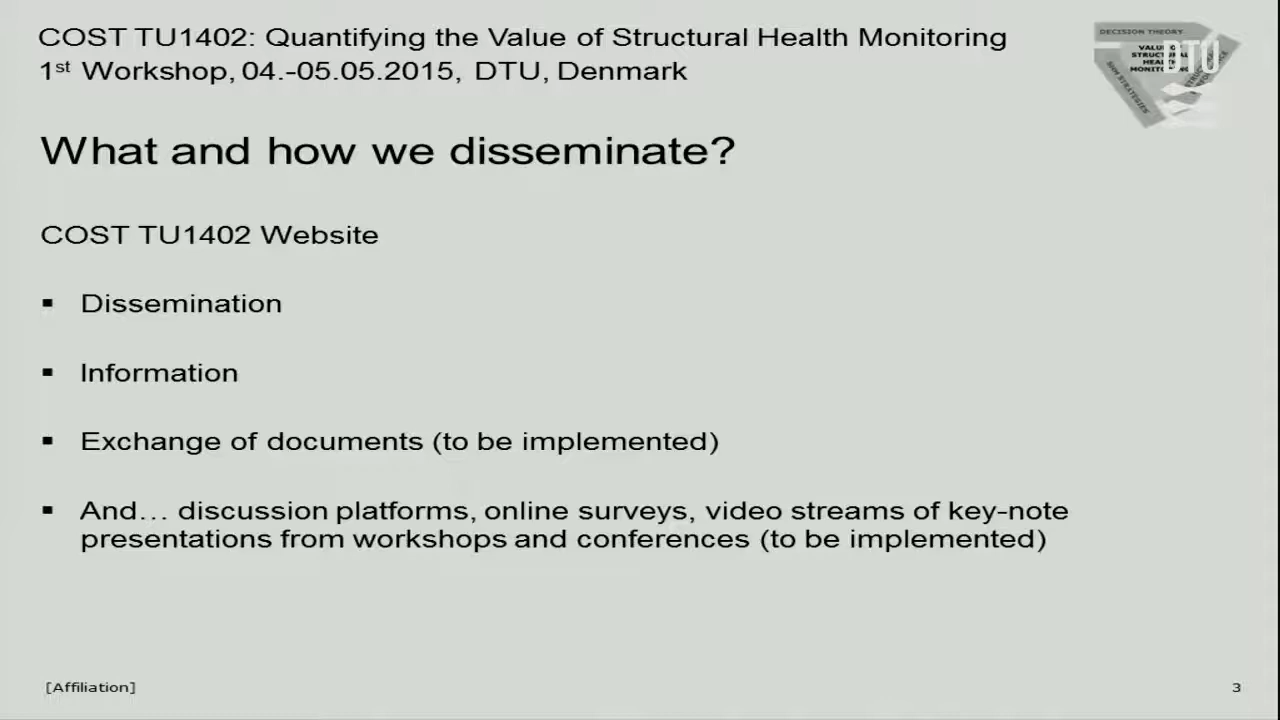 COST TU1402: Quantifying the Value of Structural Health Monitoring
1st Workshop, 04.-05.05.2015, DTU, Denmark
DECISION THEORY
DTU
SHM STRATEGIES
What and how we disseminate?
COST TU1402 Website
▪ Dissemination
▪ Information
▪ Exchange of documents (to be implemented)
▪ And… discussion platforms, online surveys, video streams of key-note
presentations from workshops and conferences (to be implemented)
[Affiliation]
3